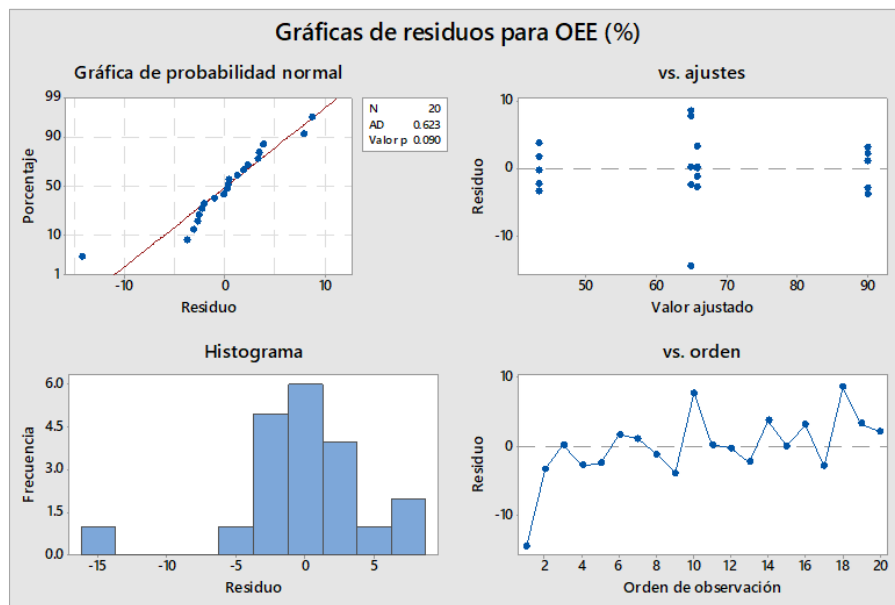 Gráficas de residuos para OEE (%)
Gráfica de probabilidad normal
99
90
50
10
1
Porcentaje
-10
0
10
Residuo
N 20
AD 0.623
Valor p 0.090
vs. ajustes
10
0
-10
Residuo
50
60
70
80
90
Valor ajustado
Histograma
6.0
4.5
3.0
1.5
0.0
Frecuencia
-15
-10
-5
0
5
Residuo
vs. orden
10
0
-10
Residuo
2
4
6
8
10
12
14
16
18
20
Orden de observación